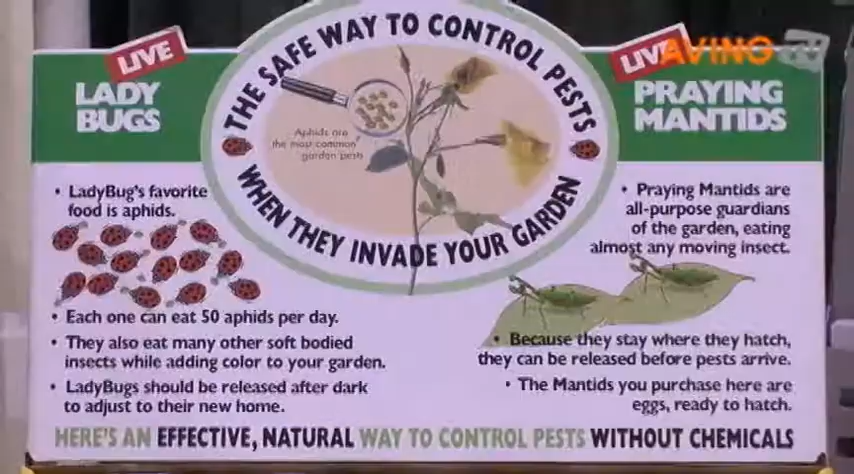 LIVE
LADY
BUGS
THE SAFE WAY TO CONTROL PESTS
WHEN THEY INVADE YOUR GARDEN
Aphids are
the most common
garden pests
LIVE
AVING tv
PRAYING
MANTIDS
• LadyBug's favorite
food is aphids.
• Each one can eat 50 aphids per day.
• They also eat many other soft bodied
insects while adding color to your garden.
• LadyBugs should be released after dark
to adjust to their new home.
• Praying Mantids are
all-purpose guardians
of the garden, eating
almost any moving insect.
• Because they stay where they hatch,
they can be released before pests arrive.
• The Mantids you purchase here are
eggs, ready to hatch.
HERE'S AN EFFECTIVE, NATURAL WAY TO CONTROL PESTS WITHOUT CHEMICALS